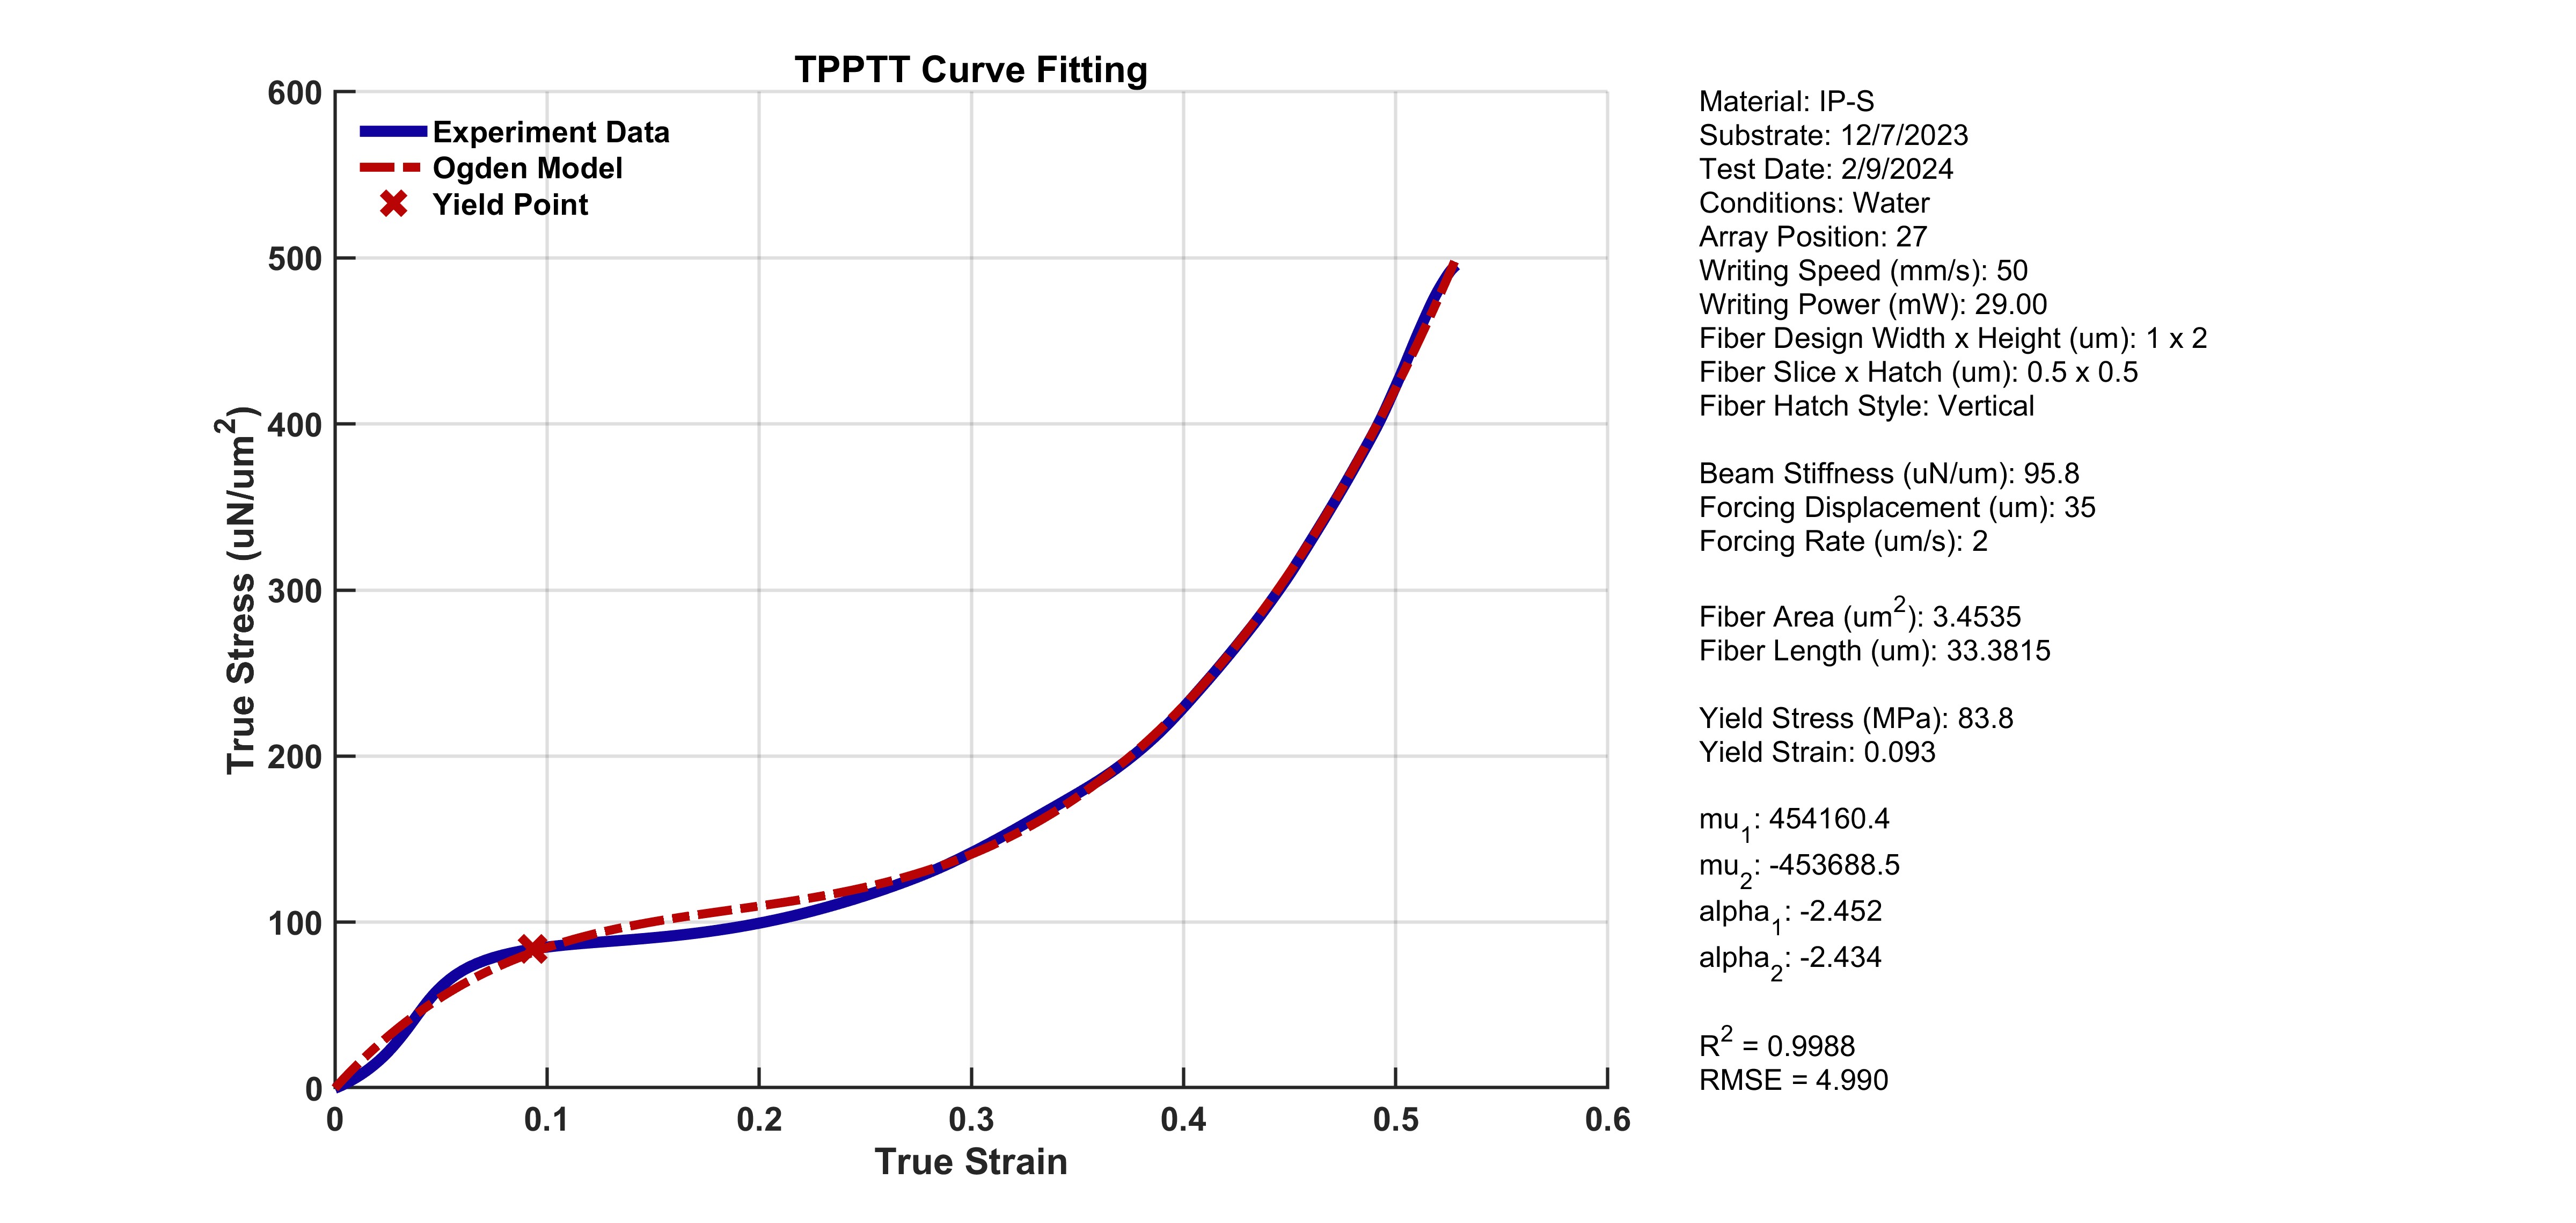 TPPTT Curve Fitting
600
500
400
300
200
100
0
0 0.1 0.2 0.3 0.4 0.5 0.6
True Stress (uN/um²)
True Strain
Experiment Data
Ogden Model
Yield Point
Material: IP-S
Substrate: 12/7/2023
Test Date: 2/9/2024
Conditions: Water
Array Position: 27
Writing Speed (mm/s): 50
Writing Power (mW): 29.00
Fiber Design Width x Height (um): 1 x 2
Fiber Slice x Hatch (um): 0.5 x 0.5
Fiber Hatch Style: Vertical
Beam Stiffness (uN/um): 95.8
Forcing Displacement (um): 35
Forcing Rate (um/s): 2
Fiber Area (um²): 3.4535
Fiber Length (um): 33.3815
Yield Stress (MPa): 83.8
Yield Strain: 0.093
mu₁: 454160.4
mu₂: -453688.5
alpha₁: -2.452
alpha₂: -2.434
R² = 0.9988
RMSE = 4.990